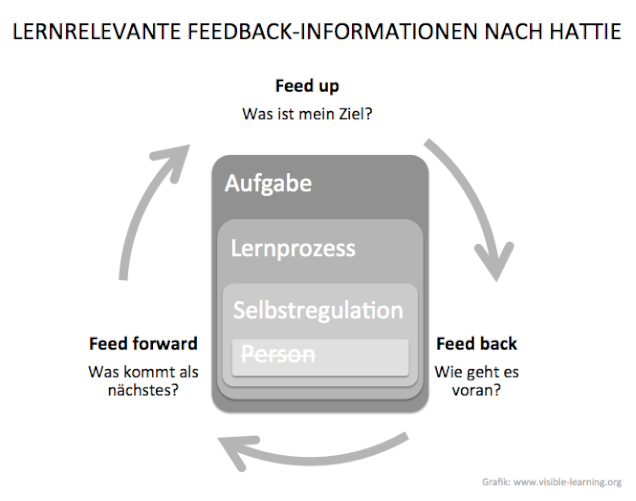 LERNRELEVANTE FEEDBACK-INFORMATIONEN NACH HATTIE
Feed up
Was ist mein Ziel?
Aufgabe
Lernprozess
Selbstregulation
Person
Feed forward
Was kommt als
nächstes?
Feed back
Wie geht es
voran?
Grafik: www.visible-learning.org